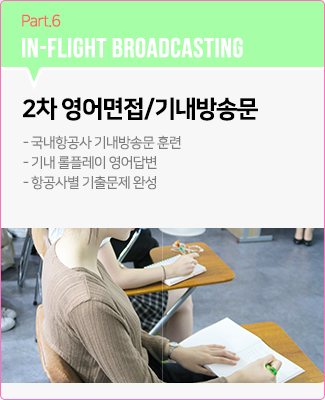 Part.6
IN-FLIGHT BROADCASTING
2차 영어면접/기내방송문
- 국내항공사 기내방송문 훈련
- 기내 롤플레이 영어답변
- 항공사별 기출문제 완성